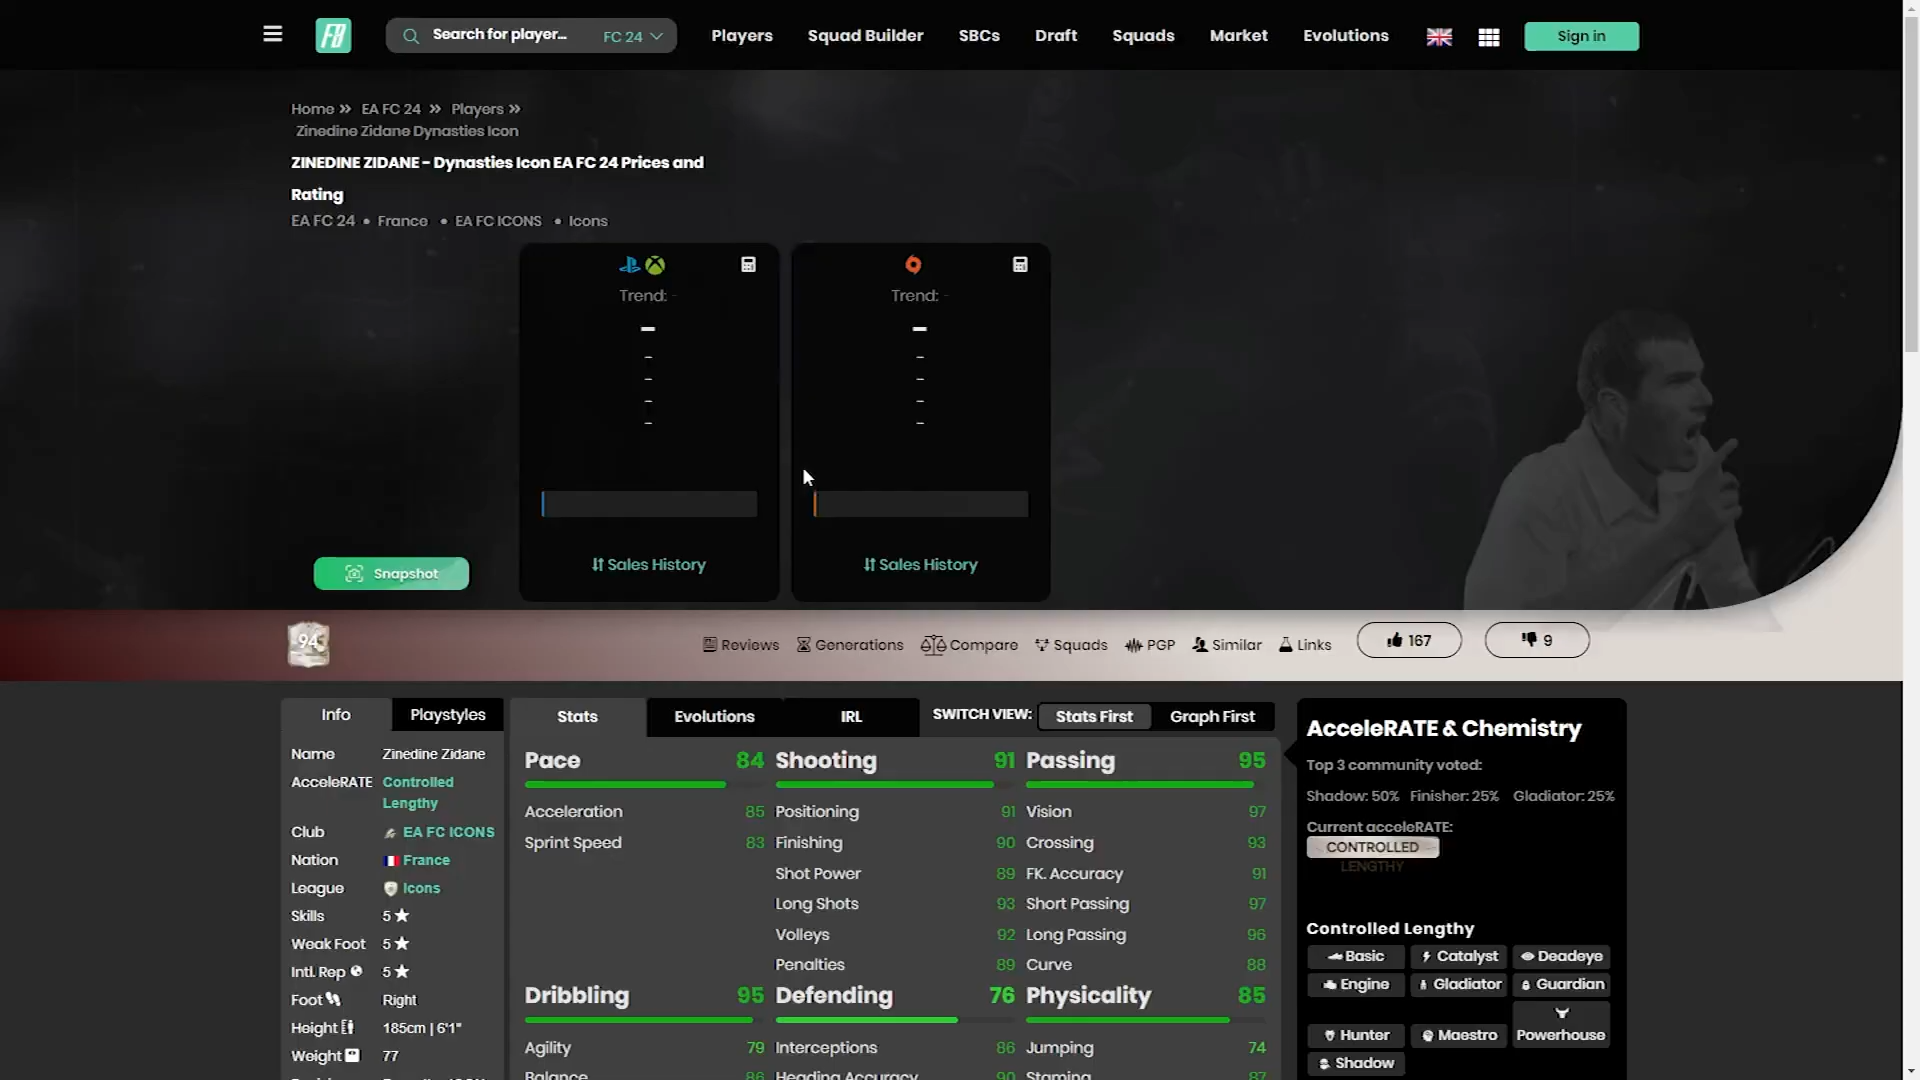 FB Search for player... FC 24 Players Squad Builder SBCs Draft Squads Market Evolutions Sign in
Home » EA FC 24 » Players »
Zinedine Zidane Dynasties Icon
ZINEDINE ZIDANE - Dynasties Icon EA FC 24 Prices and
Rating
EA FC 24 • France • EA FC ICONS • Icons
Trend: - Trend: -
- -
- -
- -
- -
- -
Sales History Sales History
Snapshot
94 Reviews Generations Compare Squads PGP Similar Links 167 9
Info Playstyles
Name Zinedine Zidane
AcceleRATE Controlled
Lengthy
Club EA FC ICONS
Nation France
League Icons
Skills 5 ★
Weak Foot 5 ★
Intl. Rep 5 ★
Foot Right
Height 185cm | 6'1"
Weight 77
Stats Evolutions IRL SWITCH VIEW: Stats First Graph First
Pace 84
Acceleration 85
Sprint Speed 83
Shooting 91
Positioning 91
Finishing 90
Shot Power 89
Long Shots 93
Volleys 92
Penalties 89
Passing 95
Vision 97
Crossing 93
FK. Accuracy 91
Short Passing 97
Long Passing 96
Curve 88
Dribbling 95
Agility 79
Balance 86
Defending 76
Interceptions 86
Heading Accuracy 90
Physicality 85
Jumping 74
Stamina 87
AcceleRATE & Chemistry
Top 3 community voted:
Shadow: 50% Finisher: 25% Gladiator: 25%
Current acceleRATE:
CONTROLLED
LENGTHY
Controlled Lengthy
Basic Catalyst Deadeye
Engine Gladiator Guardian
Hunter Maestro Powerhouse
Shadow